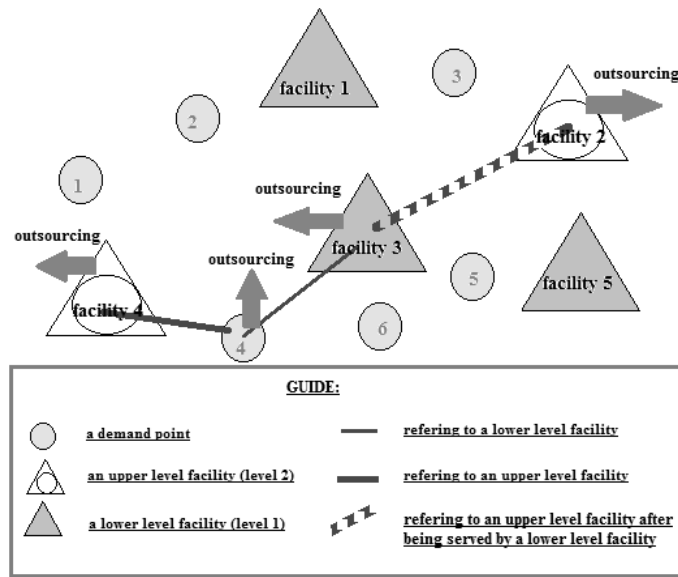 3
outsourcing
facility 1
2
facility 2
1
outsourcing
facility 3
outsourcing
outsourcing
5
facility 5
facility 4
6
4
GUIDE:
a demand point
refering to a lower level facility
an upper level facility (level 2)
refering to an upper level facility
a lower level facility (level 1)
refering to an upper level facility after
being served by a lower level facility